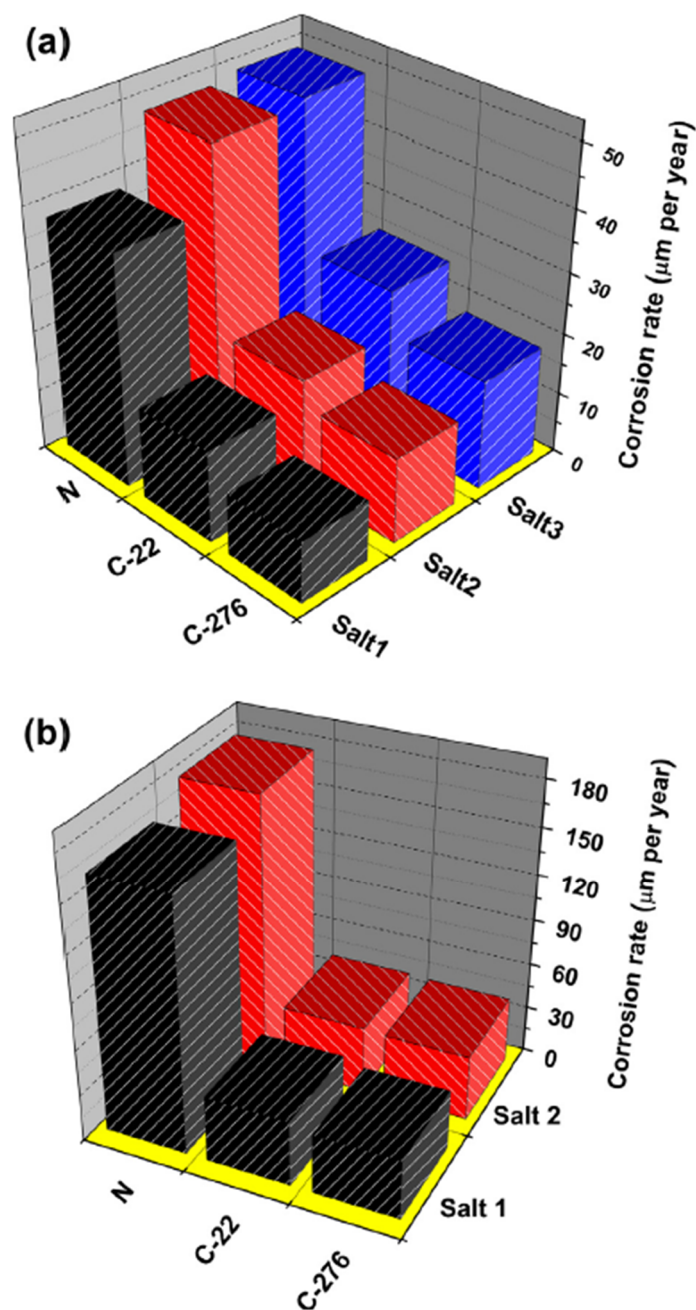 (a)
50
40
30
20
10
0
Corrosion rate (μm per year)
N
C-22
C-276
Salt1
Salt2
Salt3
(b)
180
150
120
90
60
30
0
Corrosion rate (μm per year)
N
C-22
C-276
Salt 1
Salt 2